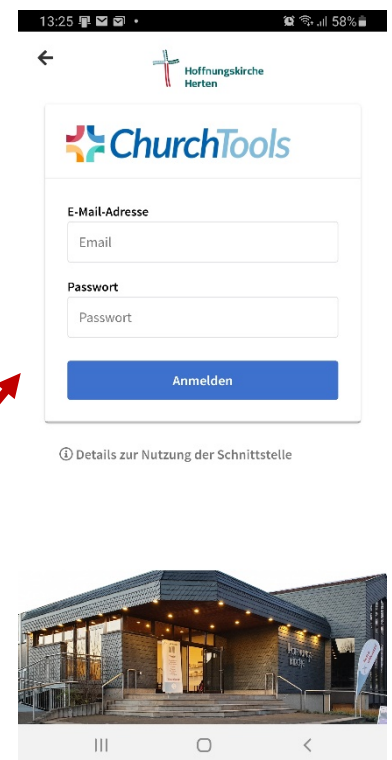 13:25
58%
Hoffnungskirche
Herten
ChurchTools
E-Mail-Adresse
Email
Passwort
Passwort
Anmelden
Details zur Nutzung der Schnittstelle